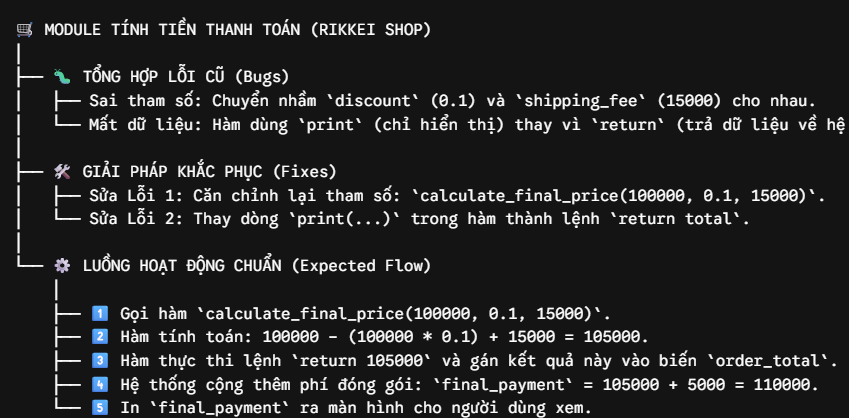 🛒 MODULE TÍNH TIỀN THANH TOÁN (RIKKEI SHOP)
│
├── 🐛 TỔNG HỢP LỖI CŨ (Bugs)
│   ├── Sai tham số: Chuyển nhầm `discount` (0.1) và `shipping_fee` (15000) cho nhau.
│   └── Mất dữ liệu: Hàm dùng `print` (chỉ hiển thị) thay vì `return` (trả dữ liệu về hệ
│
├── 🛠️ GIẢI PHÁP KHẮC PHỤC (Fixes)
│   ├── Sửa Lỗi 1: Căn chỉnh lại tham số: `calculate_final_price(100000, 0.1, 15000)`.
│   └── Sửa Lỗi 2: Thay dòng `print(...)` trong hàm thành lệnh `return total`.
│
└── ⚙️ LUỒNG HOẠT ĐỘNG CHUẨN (Expected Flow)
    │
    ├── 1️⃣ Gọi hàm `calculate_final_price(100000, 0.1, 15000)`.
    ├── 2️⃣ Hàm tính toán: 100000 - (100000 * 0.1) + 15000 = 105000.
    ├── 3️⃣ Hàm thực thi lệnh `return 105000` và gán kết quả này vào biến `order_total`.
    ├── 4️⃣ Hệ thống cộng thêm phí đóng gói: `final_payment` = 105000 + 5000 = 110000.
    └── 5️⃣ In `final_payment` ra màn hình cho người dùng xem.